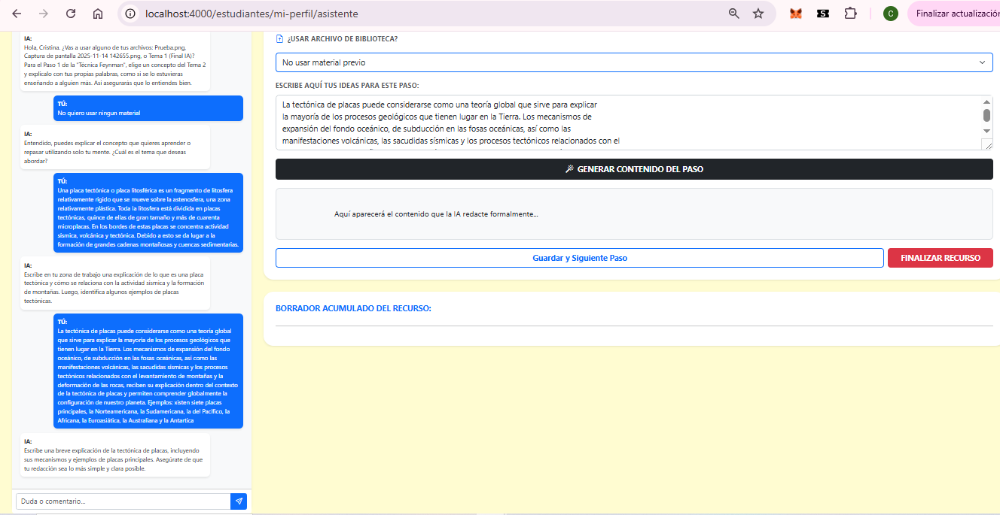 localhost:4000/estudiantes/mi-perfil/asistente
C
Finalizar actualización
IA:
Hola, Cristina. ¿Vas a usar alguno de tus archivos: Prueba.png,
Captura de pantalla 2025-11-14 142655.png, o Tema 1 (Final IA)?
Para el Paso 1 de la "Técnica Feynman", elige un concepto del Tema 2
y explícalo con tus propias palabras, como si se lo estuvieras
enseñando a alguien más. Así asegurarás que lo entiendes bien.
TÚ:
No quiero usar ningun material
IA:
Entendido, puedes explicar el concepto que quieres aprender o
repasar utilizando solo tu mente. ¿Cuál es el tema que deseas
abordar?
TÚ:
Una placa tectónica o placa litosférica es un fragmento de litosfera
relativamente rígido que se mueve sobre la astenosfera, una zona
relativamente plástica. Toda la litosfera está dividida en placas
tectónicas, quince de ellas de gran tamaño y más de cuarenta
microplacas. En los bordes de estas placas se concentra actividad
sísmica, volcánica y tectónica. Debido a esto se da lugar a la
formación de grandes cadenas montañosas y cuencas sedimentarias.
IA:
Escribe en tu zona de trabajo una explicación de lo que es una placa
tectónica y cómo se relaciona con la actividad sísmica y la formación
de montañas. Luego, identifica algunos ejemplos de placas
tectónicas.
TÚ:
La tectónica de placas puede considerarse como una teoría global
que sirve para explicar la mayoría de los procesos geológicos que
tienen lugar en la Tierra. Los mecanismos de expansión del fondo
oceánico, de subducción en las fosas oceánicas, así como las
manifestaciones volcánicas, las sacudidas sísmicas y los procesos
tectónicos relacionados con el levantamiento de montañas y la
deformación de las rocas, reciben su explicación dentro del contexto
de la tectónica de placas y permiten comprender globalmente la
configuración de nuestro planeta. Ejemplos: xisten siete placas
principales, la Norteamericana, la Sudamericana, la del Pacífico, la
Africana, la Euroasiática, la Australiana y la Antartica
IA:
Escribe una breve explicación de la tectónica de placas, incluyendo
sus mecanismos y ejemplos de placas principales. Asegúrate de que
tu redacción sea lo más simple y clara posible.
Duda o comentario...
¿USAR ARCHIVO DE BIBLIOTECA?
No usar material previo
ESCRIBE AQUÍ TUS IDEAS PARA ESTE PASO:
La tectónica de placas puede considerarse como una teoría global que sirve para explicar
la mayoría de los procesos geológicos que tienen lugar en la Tierra. Los mecanismos de
expansión del fondo oceánico, de subducción en las fosas oceánicas, así como las
manifestaciones volcánicas, las sacudidas sísmicas y los procesos tectónicos relacionados con el
GENERAR CONTENIDO DEL PASO
Aquí aparecerá el contenido que la IA redacte formalmente...
Guardar y Siguiente Paso
FINALIZAR RECURSO
BORRADOR ACUMULADO DEL RECURSO: